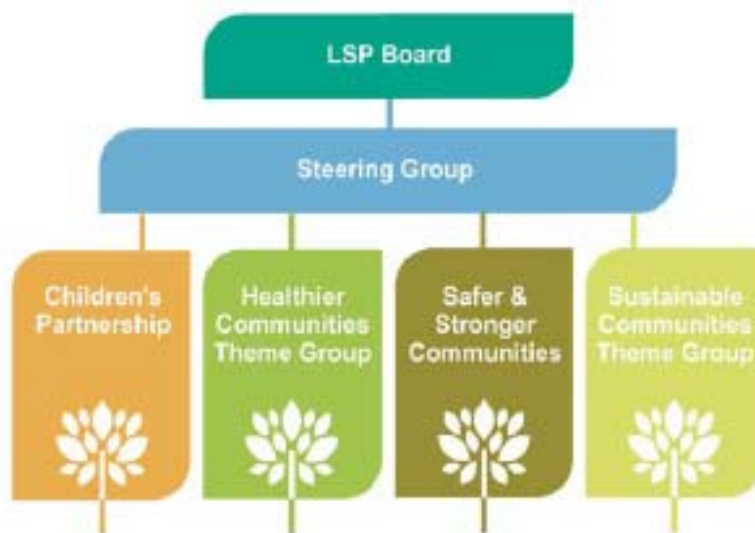 LSP Board
Steering Group
Children's
Partnership
Healthier
Communities
Theme Group
Safer &
Stronger
Communities
Sustainable
Communities
Theme Group